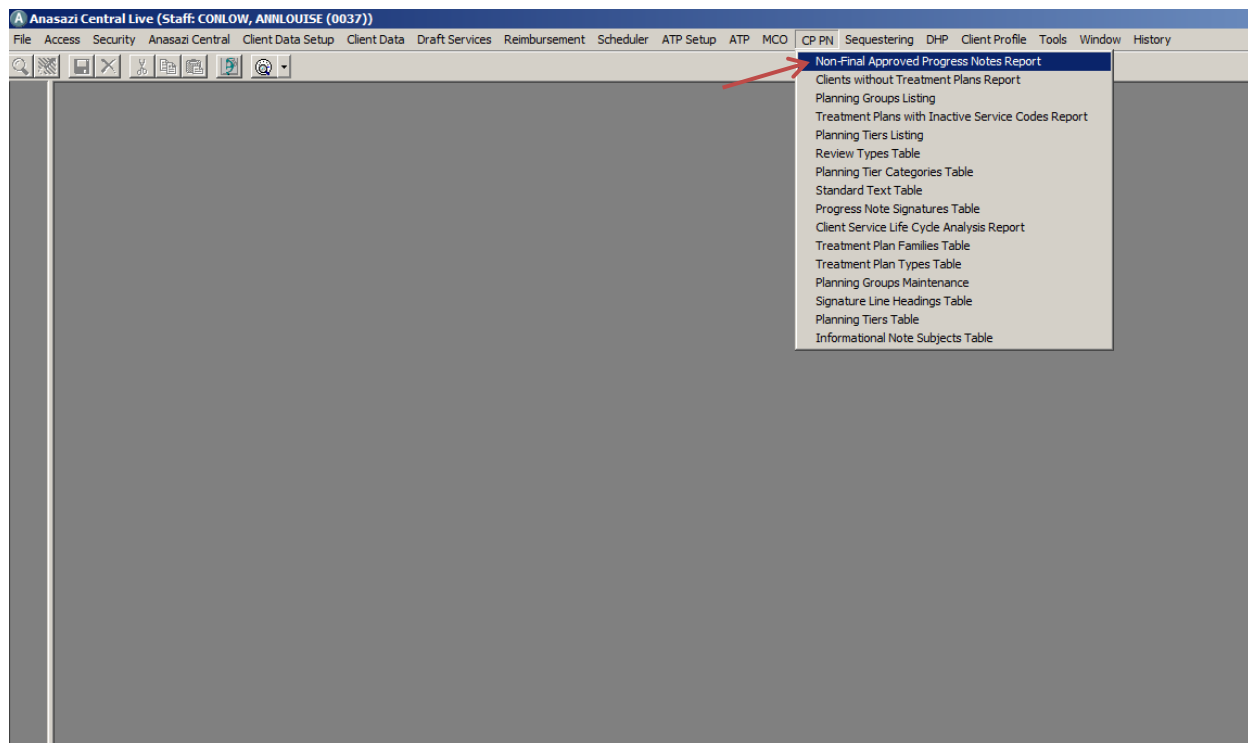 Anasazi Central Live (Staff: CONLOW, ANNLOUISE (0037))
File Access Security Anasazi Central Client Data Setup Client Data Draft Services Reimbursement Scheduler ATP Setup ATP MCO CP PN Sequestering DHP Client Profile Tools Window History
Non-Final Approved Progress Notes Report
Clients without Treatment Plans Report
Planning Groups Listing
Treatment Plans with Inactive Service Codes Report
Planning Tiers Listing
Review Types Table
Planning Tier Categories Table
Standard Text Table
Progress Note Signatures Table
Client Service Life Cycle Analysis Report
Treatment Plan Families Table
Treatment Plan Types Table
Planning Groups Maintenance
Signature Line Headings Table
Planning Tiers Table
Informational Note Subjects Table